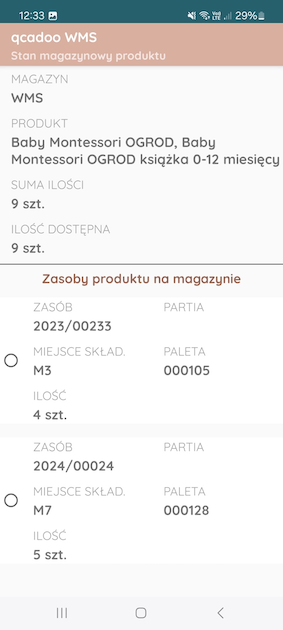 12:33 29%
qcadoo WMS
Stan magazynowy produktu
MAGAZYN
WMS
PRODUKT
Baby Montessori OGROD, Baby
Montessori OGROD książka 0-12 miesięcy
SUMA ILOŚCI
9 szt.
ILOŚĆ DOSTĘPNA
9 szt.
Zasoby produktu na magazynie
ZASÓB PARTIA
2023/00233
MIEJSCE SKŁAD. PALETA
M3 000105
ILOŚĆ
4 szt.
ZASÓB PARTIA
2024/00024
MIEJSCE SKŁAD. PALETA
M7 000128
ILOŚĆ
5 szt.